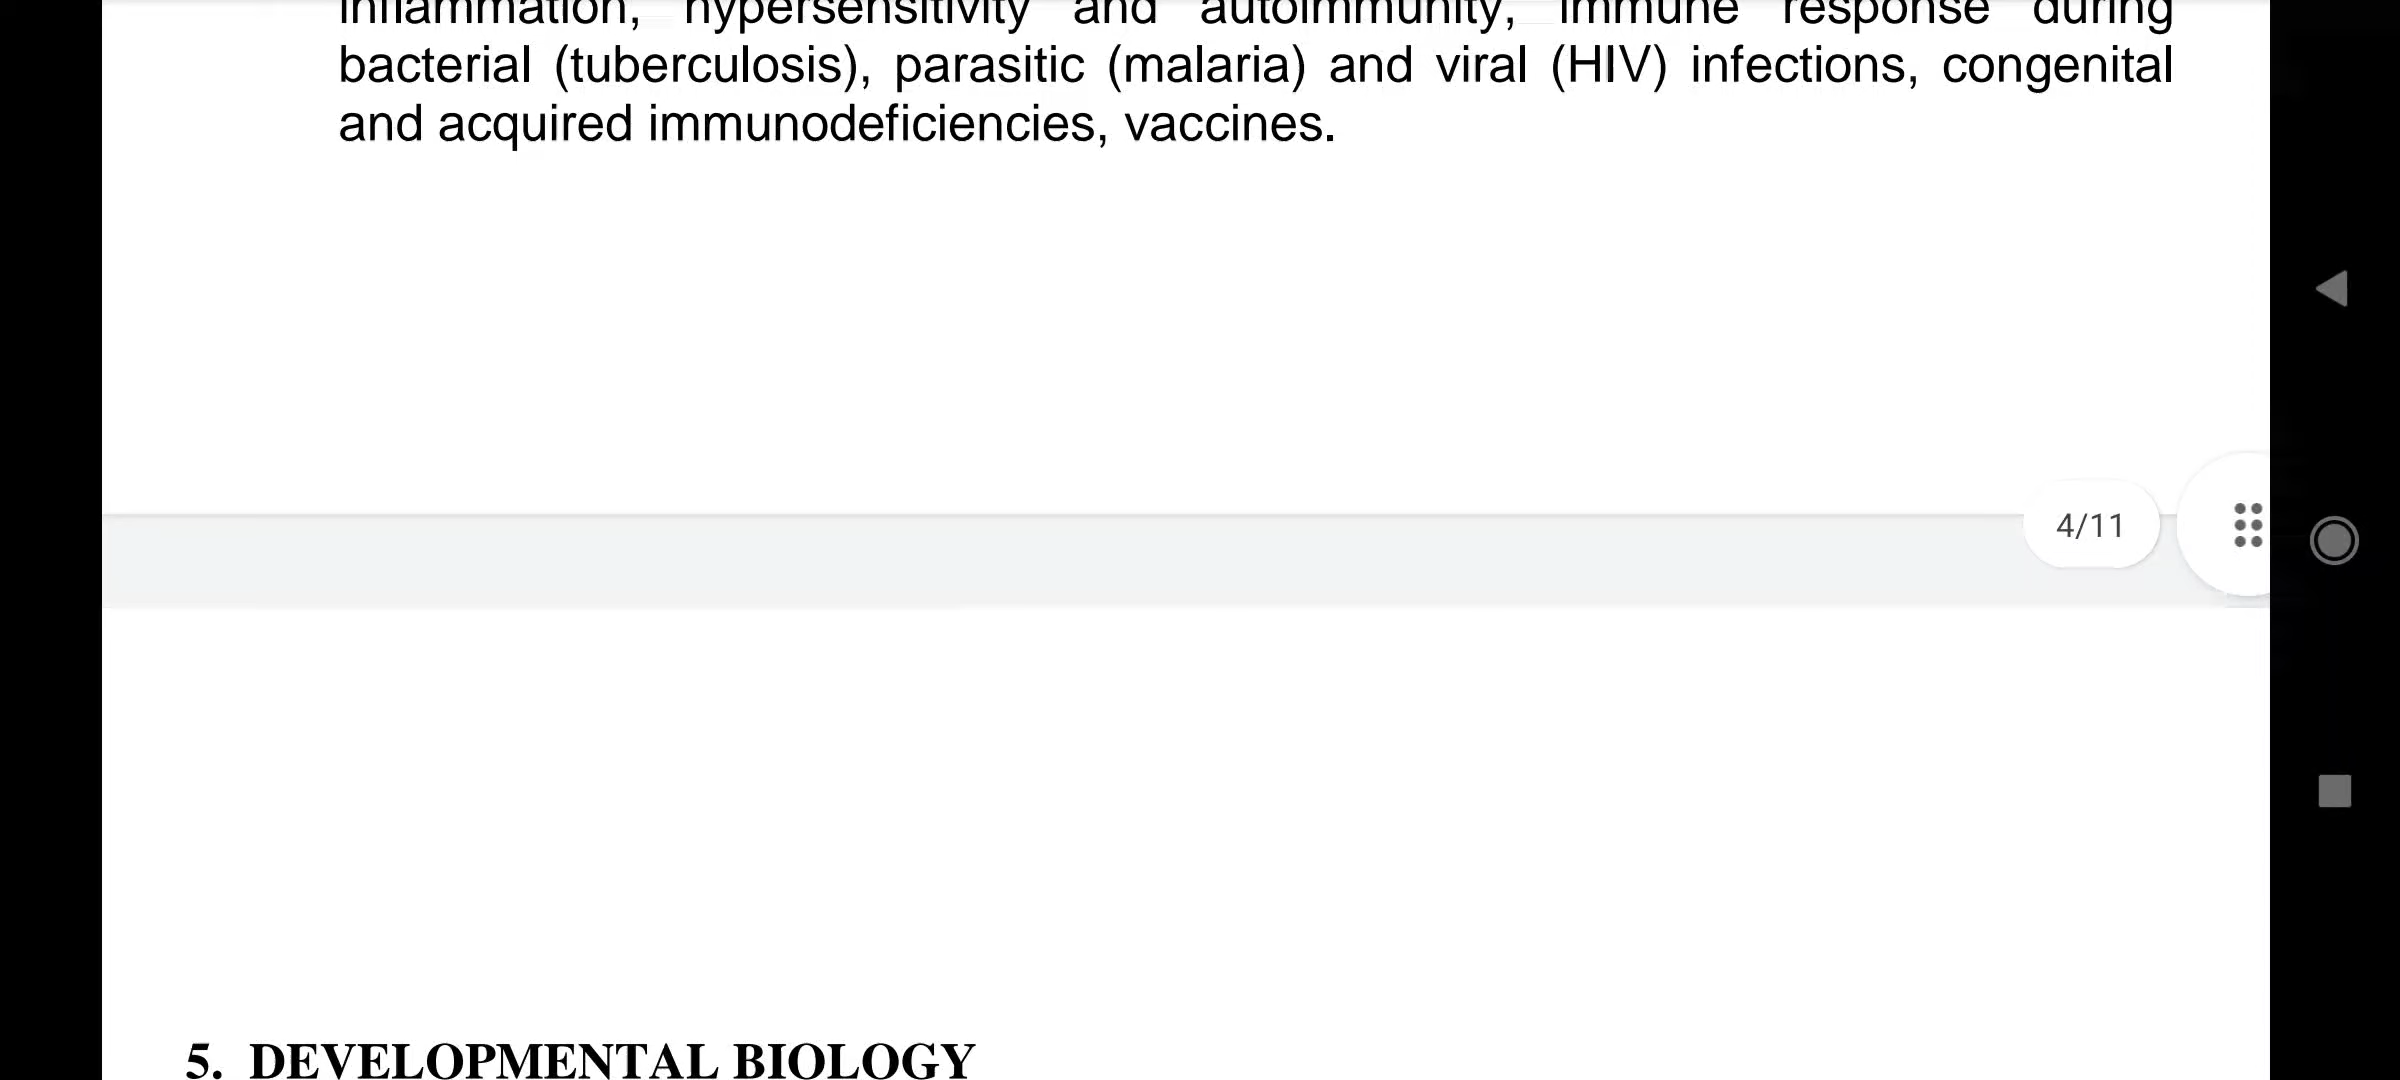 inflammation, hypersensitivity and autoimmunity, immune response during
bacterial (tuberculosis), parasitic (malaria) and viral (HIV) infections, congenital
and acquired immunodeficiencies, vaccines.
4/11
5. DEVELOPMENTAL BIOLOGY